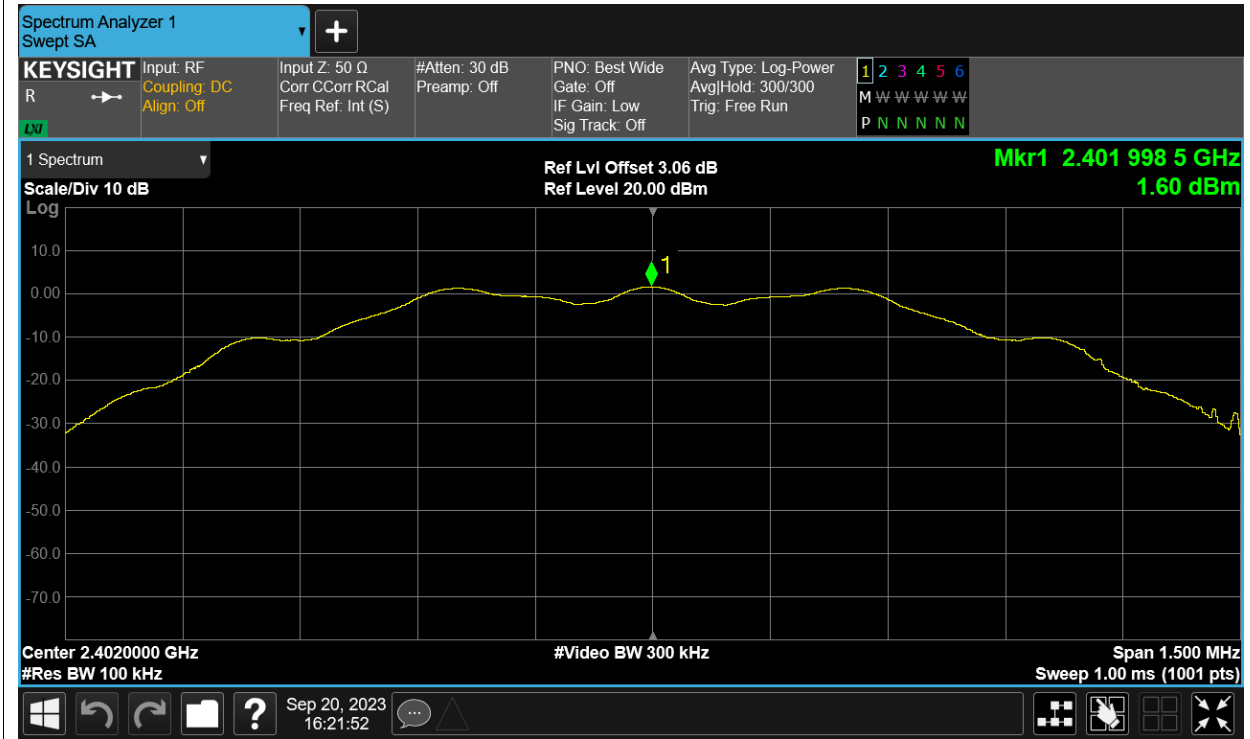 Spectrum Analyzer 1
Swept SA
KEYSIGHT
R
LXI
Input: RF
Coupling: DC
Align: Off
Input Z: 50 Ω
Corr CCorr RCal
Freq Ref: Int (S)
#Atten: 30 dB
Preamp: Off
PNO: Best Wide
Gate: Off
IF Gain: Low
Sig Track: Off
Avg Type: Log-Power
Avg|Hold: 300/300
Trig: Free Run
1 2 3 4 5 6
M W W W W W W
P N N N N N N
1 Spectrum
Scale/Div 10 dB
Ref Lvl Offset 3.06 dB
Ref Level 20.00 dBm
Mkr1 2.401 998 5 GHz
1.60 dBm
Log
10.0
0.00
-10.0
-20.0
-30.0
-40.0
-50.0
-60.0
-70.0
1
Center 2.4020000 GHz
#Res BW 100 kHz
#Video BW 300 kHz
Span 1.500 MHz
Sweep 1.00 ms (1001 pts)
?
Sep 20, 2023
16:21:52